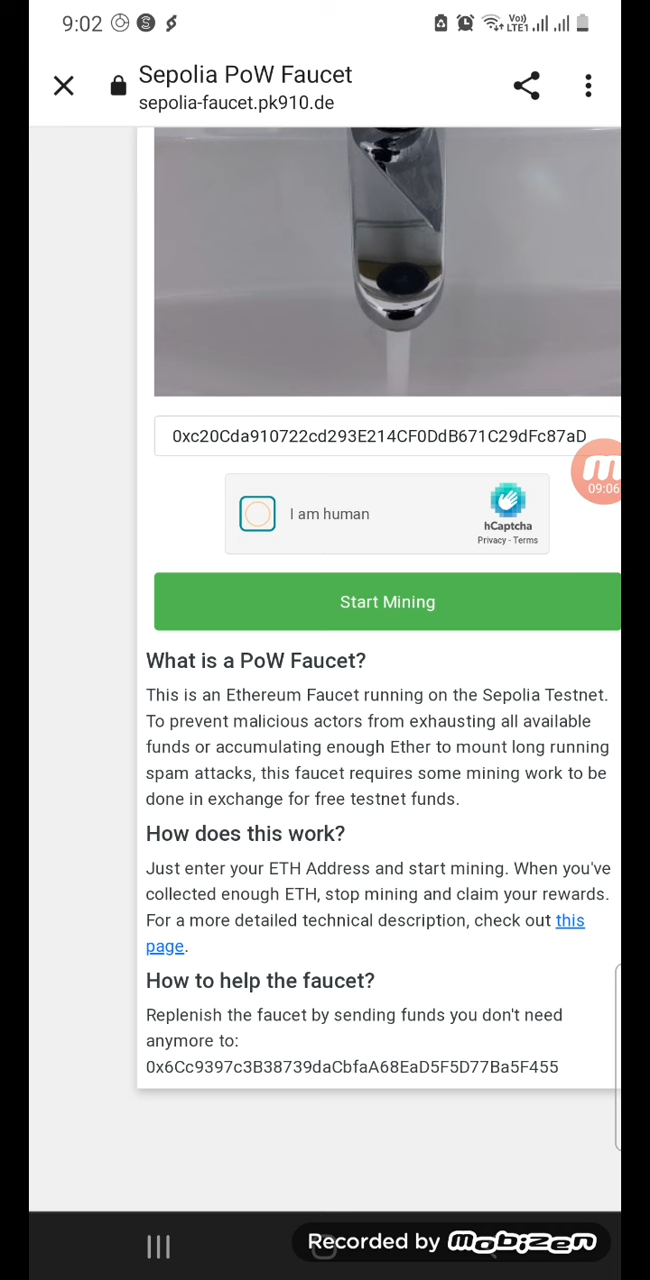 9:02
Vo))
LTE1
Sepolia PoW Faucet
sepolia-faucet.pk910.de
0xc20Cda910722cd293E214CF0DdB671C29dFc87aD
09:06
I am human
hCaptcha
Privacy - Terms
Start Mining
What is a PoW Faucet?
This is an Ethereum Faucet running on the Sepolia Testnet.
To prevent malicious actors from exhausting all available
funds or accumulating enough Ether to mount long running
spam attacks, this faucet requires some mining work to be
done in exchange for free testnet funds.
How does this work?
Just enter your ETH Address and start mining. When you've
collected enough ETH, stop mining and claim your rewards.
For a more detailed technical description, check out this
page.
How to help the faucet?
Replenish the faucet by sending funds you don't need
anymore to:
0x6Cc9397c3B38739daCbfaA68EaD5F5D77Ba5F455
Recorded by mobizen